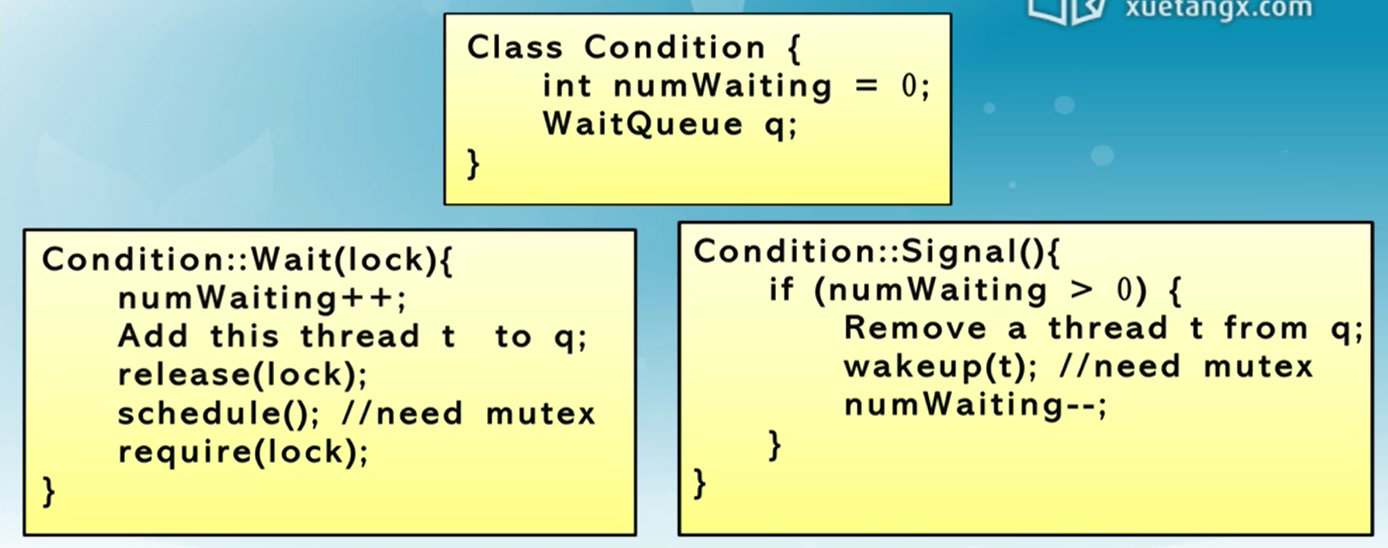 xuetangx.com
Class Condition {
int numWaiting = 0;
WaitQueue q;
}
Condition::Wait(lock){
numWaiting++;
Add this thread t to q;
release(lock);
schedule(); //need mutex
require(lock);
}
Condition::Signal(){
if (numWaiting > 0) {
Remove a thread t from q;
wakeup(t); //need mutex
numWaiting--;
}
}